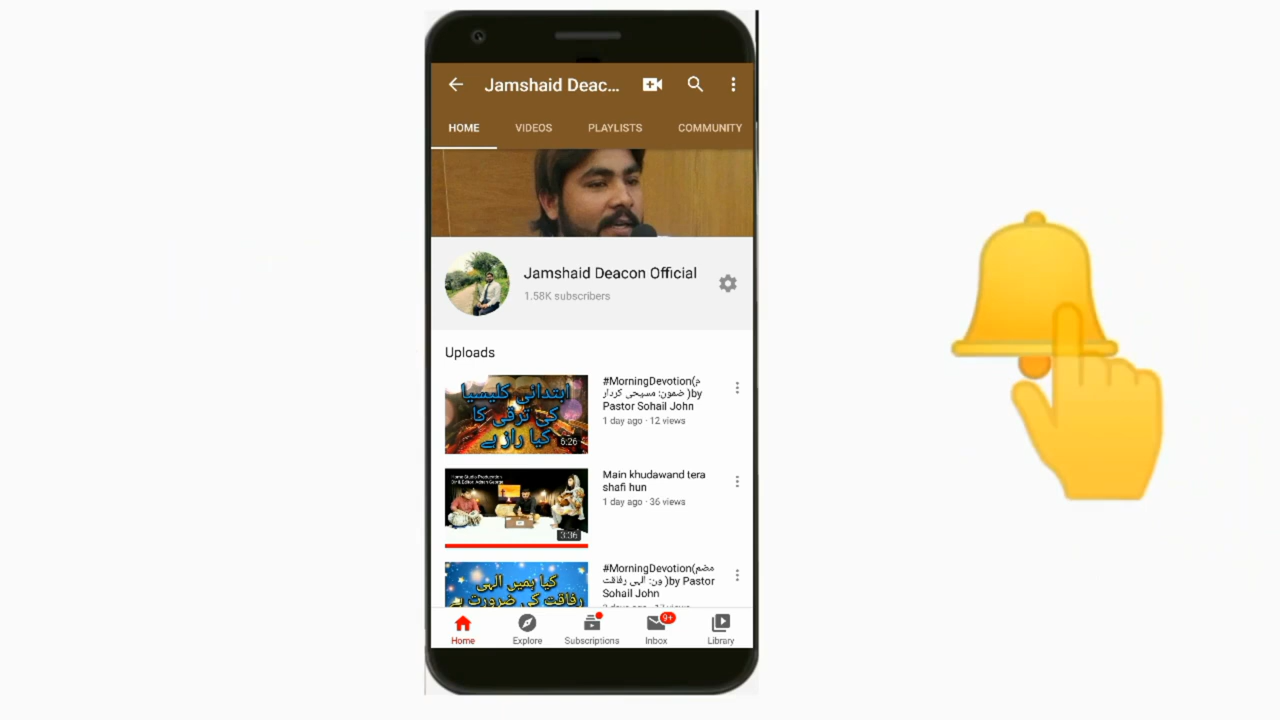 Jamshaid Deac...
HOME VIDEOS PLAYLISTS COMMUNITY
Jamshaid Deacon Official
1.58K subscribers
Uploads
ابتدائی کلیسیا
کی ترقی کا
کیا راز ہے
6:26
#MorningDevotion(م
ضمون: مسیحی کردار )by
Pastor Sohail John
1 day ago · 12 views
3:36
Main khudawand tera
shafi hun
1 day ago · 36 views
کیا ہمیں الہی
رفاقت کی ضرورت ہے
#MorningDevotion(مضم
ون: الہی رفاقت )by Pastor
Sohail John
Home Explore Subscriptions Inbox Library
9+